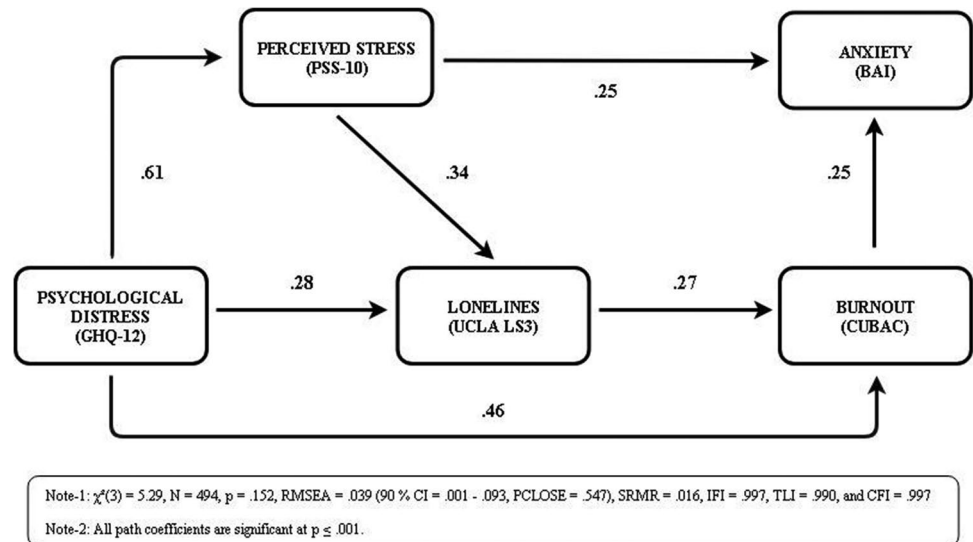 PERCEIVED STRESS
(PSS-10)
ANXIETY
(BAI)
.25
.61
.34
.25
PSYCHOLOGICAL
DISTRESS
(GHQ-12)
.28
LONELINES
(UCLA LS3)
.27
BURNOUT
(CUBAC)
.46
Note-1: χ²(3) = 5.29, N = 494, p = .152, RMSEA = .039 (90 % CI = .001 - .093, PCLOSE = .547), SRMR = .016, IFI = .997, TLI = .990, and CFI = .997
Note-2: All path coefficients are significant at p ≤ .001.